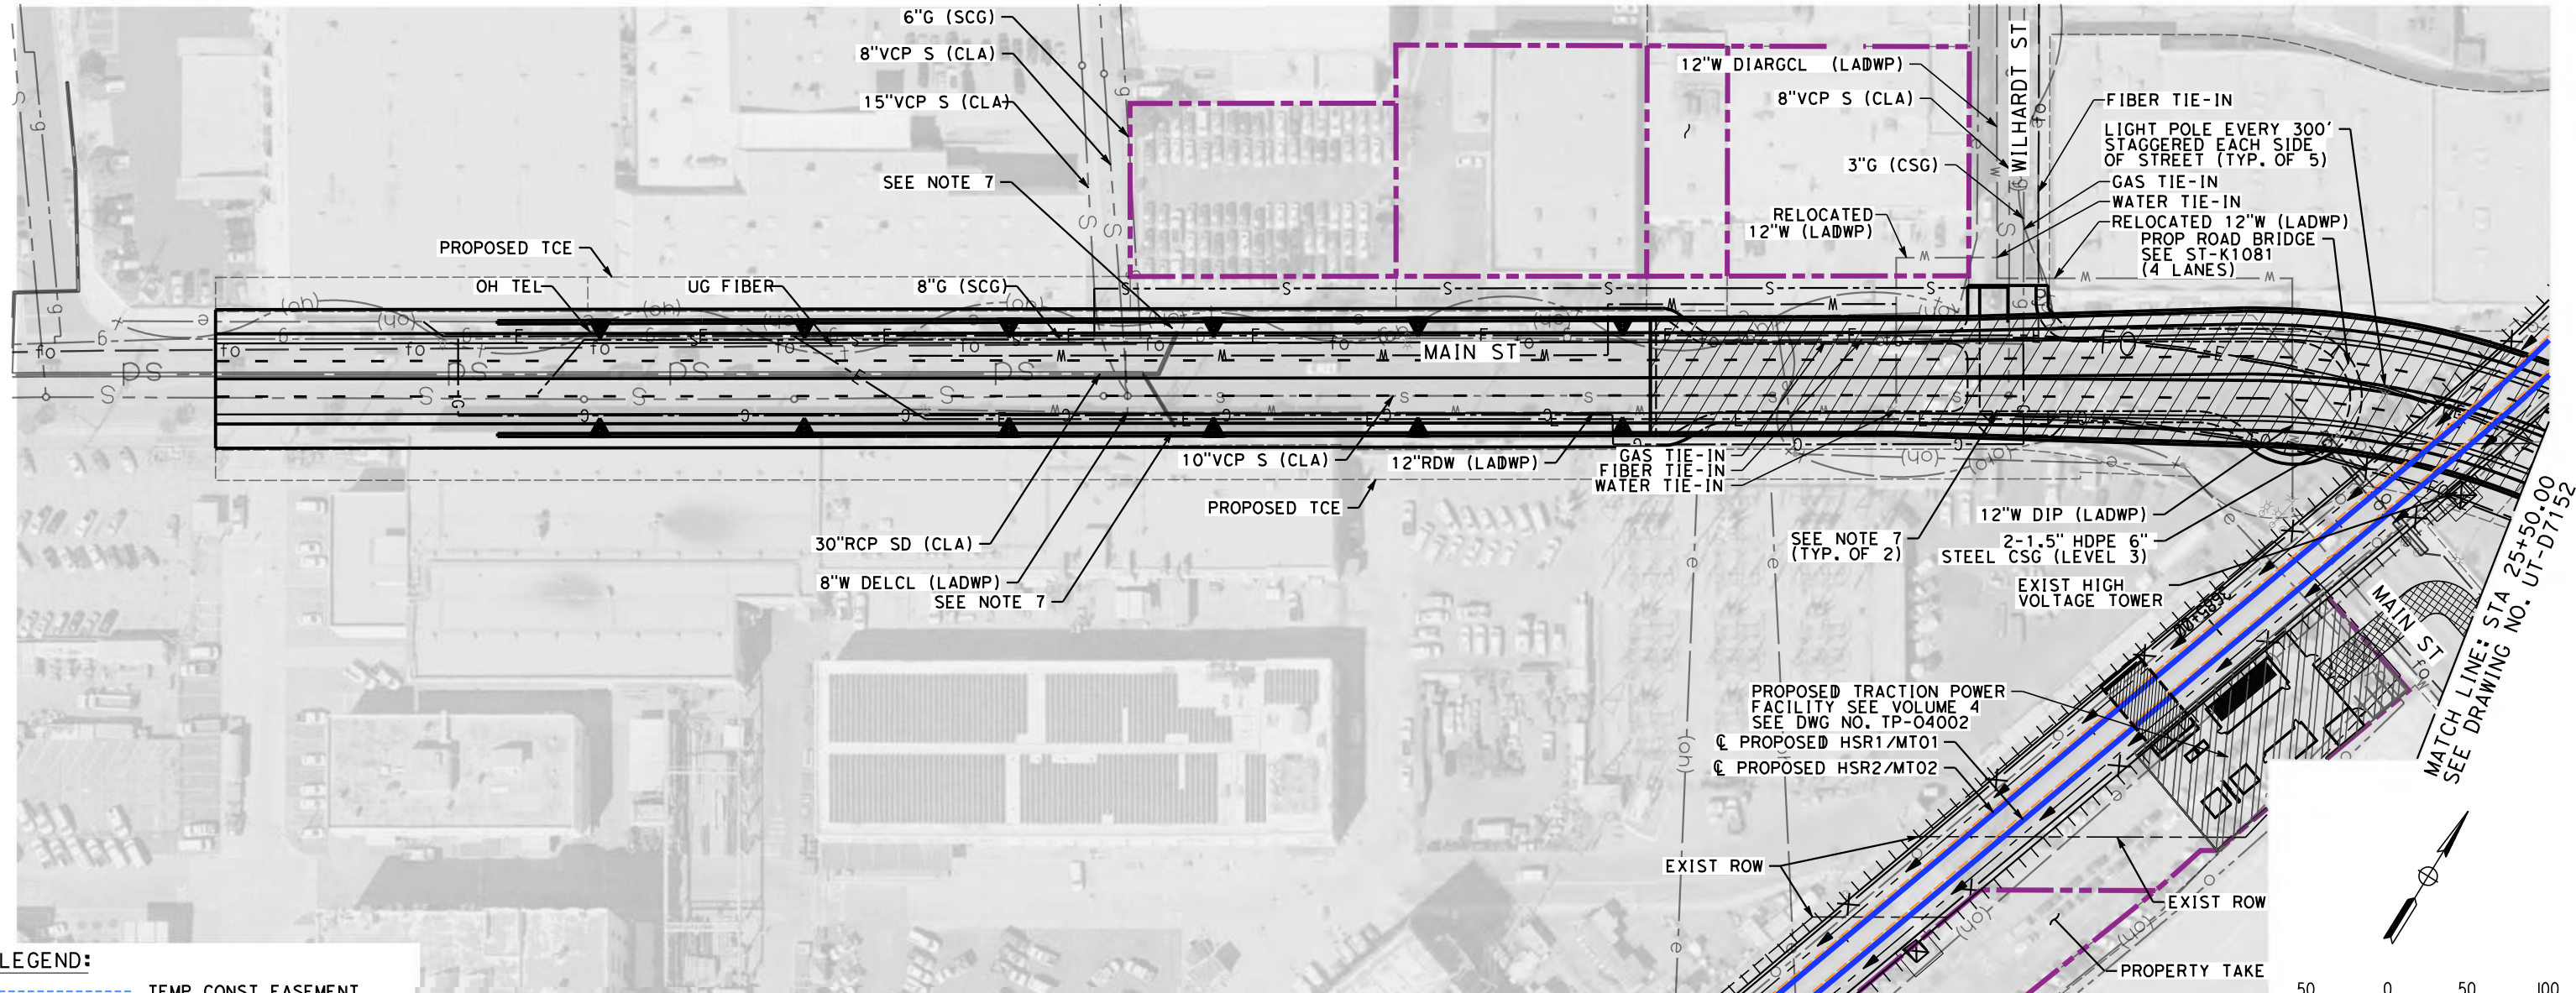 6"G (SCG)
8"VCP S (CLA)
15"VCP S (CLA)
SEE NOTE 7
PROPOSED TCE
OH TEL
UG FIBER
8"G (SCG)
12"W DIARGCL (LADWP)
8"VCP S (CLA)
3"G (CSG)
RELOCATED
12"W (LADWP)
WILHARDT ST
FIBER TIE-IN
LIGHT POLE EVERY 300'
STAGGERED EACH SIDE
OF STREET (TYP. OF 5)
GAS TIE-IN
WATER TIE-IN
RELOCATED 12"W (LADWP)
PROP ROAD BRIDGE
SEE ST-K1081
(4 LANES)
MAIN ST
10"VCP S (CLA)
12"RDW (LADWP)
GAS TIE-IN
FIBER TIE-IN
WATER TIE-IN
PROPOSED TCE
30"RCP SD (CLA)
8"W DELCL (LADWP)
SEE NOTE 7
SEE NOTE 7
(TYP. OF 2)
12"W DIP (LADWP)
2-1.5" HDPE 6"
STEEL CSG (LEVEL 3)
EXIST HIGH
VOLTAGE TOWER
MAIN ST
MATCH LINE: STA 25+50.00
SEE DRAWING NO. UT-D7152
PROPOSED TRACTION POWER
FACILITY SEE VOLUME 4
SEE DWG NO. TP-04002
℄ PROPOSED HSR1/MT01
℄ PROPOSED HSR2/MT02
EXIST ROW
EXIST ROW
PROPERTY TAKE
LEGEND:
TEMP CONST EASEMENT
50 0 50 100